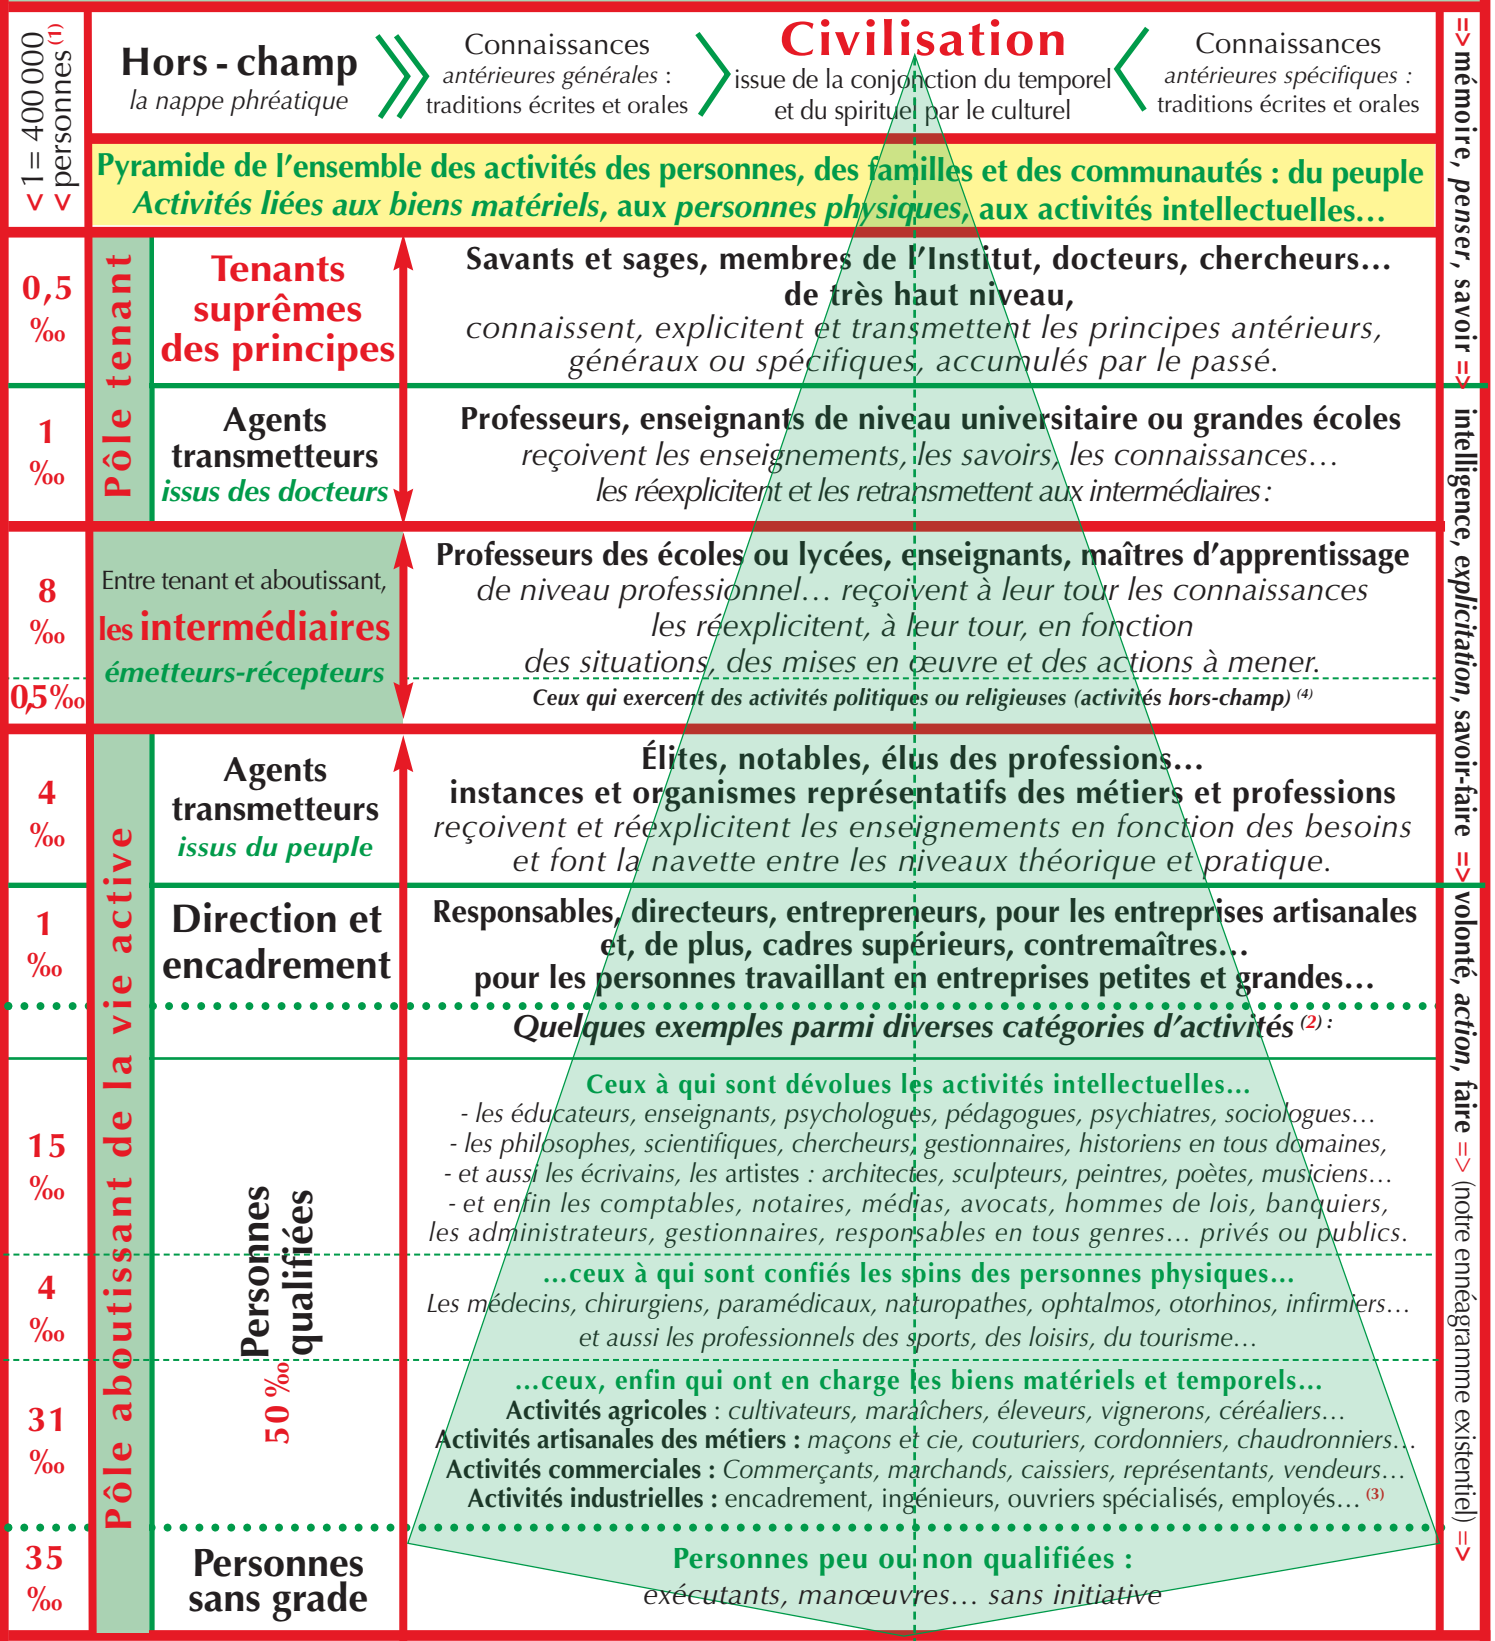 < 1 = 400 000
< personnes (1)
Hors - champ
la nappe phréatique
Connaissances
antérieures générales :
traditions écrites et orales
Civilisation
issue de la conjonction du temporel
et du spirituel par le culturel
Connaissances
antérieures spécifiques :
traditions écrites et orales
Pyramide de l’ensemble des activités des personnes, des familles et des communautés : du peuple
Activités liées aux biens matériels, aux personnes physiques, aux activités intellectuelles…
Pôle tenant
0,5
‰
Tenants
suprêmes
des principes
Savants et sages, membres de l’Institut, docteurs, chercheurs…
de très haut niveau,
connaissent, explicitent et transmettent les principes antérieurs,
généraux ou spécifiques, accumulés par le passé.
1
‰
Agents
transmetteurs
issus des docteurs
Professeurs, enseignants de niveau universitaire ou grandes écoles
reçoivent les enseignements, les savoirs, les connaissances…
les réexplicitent et les retransmettent aux intermédiaires :
8
‰
Entre tenant et aboutissant,
les intermédiaires
émetteurs-récepteurs
Professeurs des écoles ou lycées, enseignants, maîtres d’apprentissage
de niveau professionnel… reçoivent à leur tour les connaissances
les réexplicitent, à leur tour, en fonction
des situations, des mises en œuvre et des actions à mener.
0,5‰
Ceux qui exercent des activités politiques ou religieuses (activités hors-champ) (4)
Pôle aboutissant de la vie active
4
‰
Agents
transmetteurs
issus du peuple
Élites, notables, élus des professions…
instances et organismes représentatifs des métiers et professions
reçoivent et réexplicitent les enseignements en fonction des besoins
et font la navette entre les niveaux théorique et pratique.
1
‰
Direction et
encadrement
Responsables, directeurs, entrepreneurs, pour les entreprises artisanales
et, de plus, cadres supérieurs, contremaîtres…
pour les personnes travaillant en entreprises petites et grandes…
Quelques exemples parmi diverses catégories d’activités (2) :
Personnes
qualifiées
50 ‰
15
‰
Ceux à qui sont dévolues les activités intellectuelles…
- les éducateurs, enseignants, psychologues, pédagogues, psychiatres, sociologues…
- les philosophes, scientifiques, chercheurs, gestionnaires, historiens en tous domaines,
- et aussi les écrivains, les artistes : architectes, sculpteurs, peintres, poètes, musiciens…
- et enfin les comptables, notaires, médias, avocats, hommes de lois, banquiers,
les administrateurs, gestionnaires, responsables en tous genres… privés ou publics.
4
‰
…ceux à qui sont confiés les soins des personnes physiques…
Les médecins, chirurgiens, paramédicaux, naturopathes, ophtalmos, otorhinos, infirmiers…
et aussi les professionnels des sports, des loisirs, du tourisme…
31
‰
…ceux, enfin qui ont en charge les biens matériels et temporels…
Activités agricoles : cultivateurs, maraîchers, éleveurs, vignerons, céréaliers…
Activités artisanales des métiers : maçons et cie, couturiers, cordonniers, chaudronniers…
Activités commerciales : Commerçants, marchands, caissiers, représentants, vendeurs…
Activités industrielles : encadrement, ingénieurs, ouvriers spécialisés, employés… (3)
35
‰
Personnes
sans grade
Personnes peu ou non qualifiées :
exécutants, manœuvres… sans initiative
=> mémoire, penser, savoir => intelligence, explicitation, savoir-faire => volonté, action, faire => (notre ennéagramme existentiel) =>